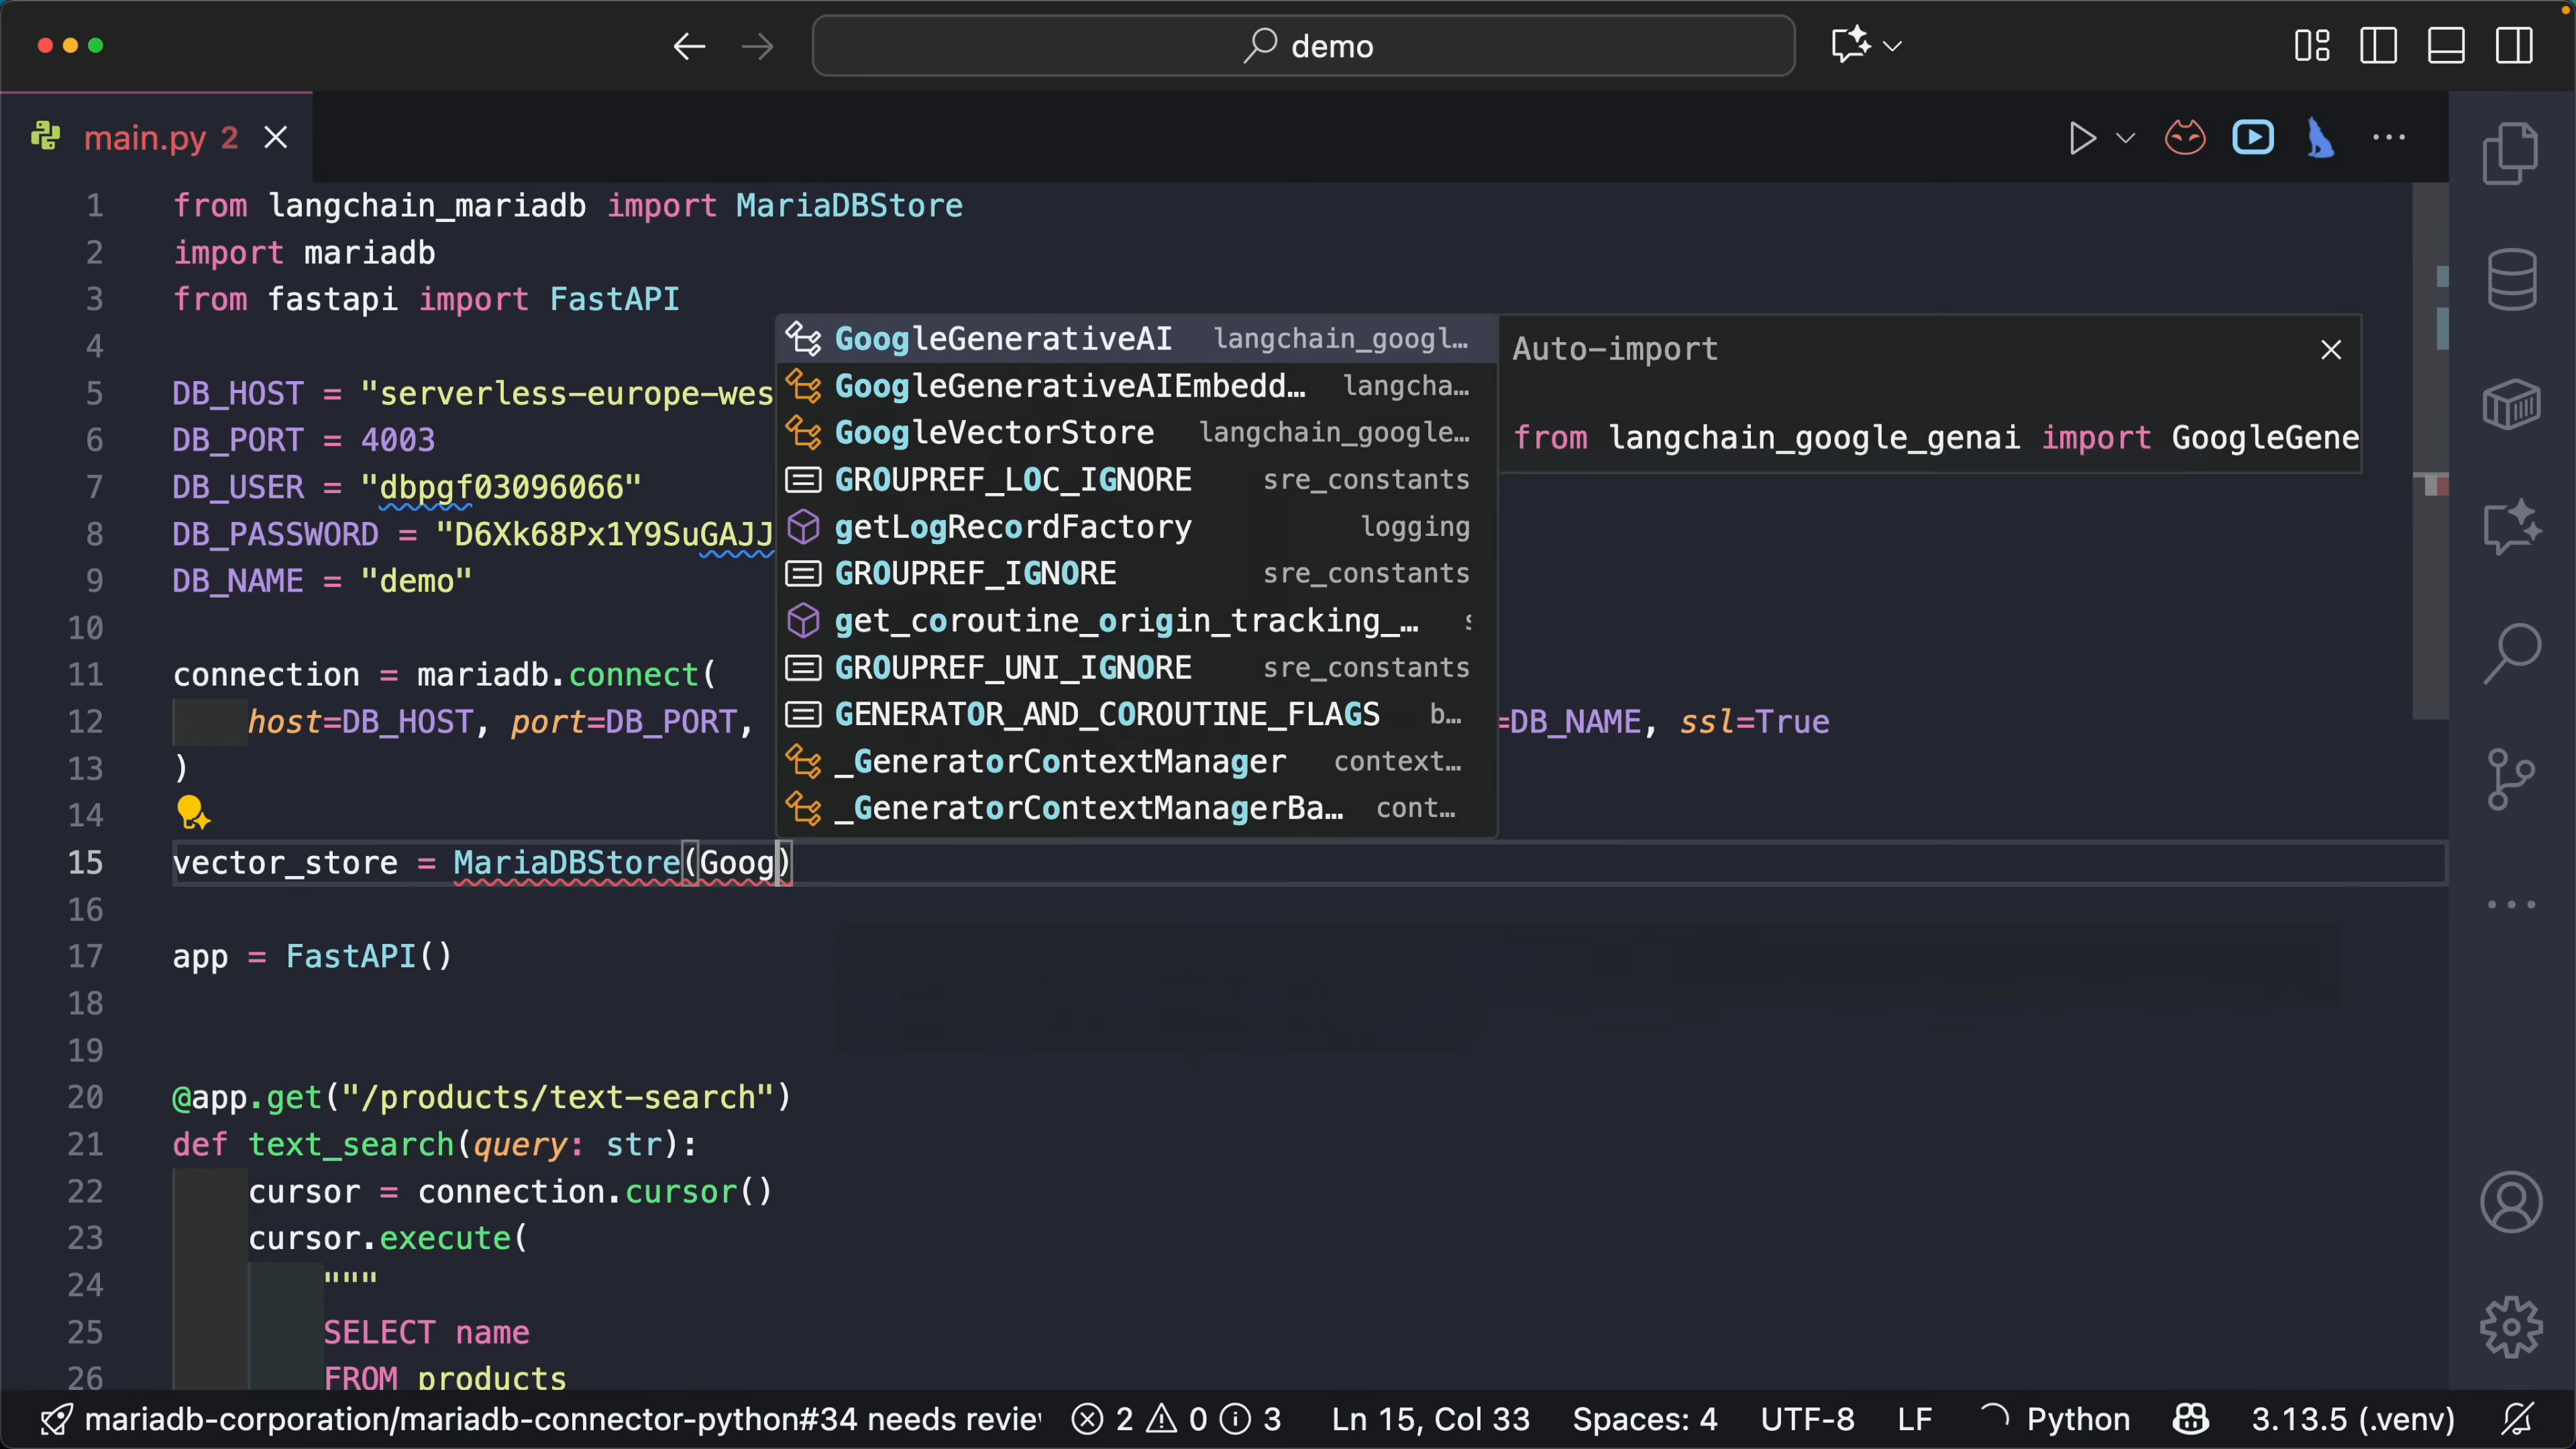 demo
main.py 2
1 from langchain_mariadb import MariaDBStore
2 import mariadb
3 from fastapi import FastAPI
4
5 DB_HOST = "serverless-europe-wes
6 DB_PORT = 4003
7 DB_USER = "dbpgf03096066"
8 DB_PASSWORD = "D6Xk68Px1Y9SuGAJJ
9 DB_NAME = "demo"
10
11 connection = mariadb.connect(
12 host=DB_HOST, port=DB_PORT, =DB_NAME, ssl=True
13 )
14
15 vector_store = MariaDBStore(Goog)
16
17 app = FastAPI()
18
19
20 @app.get("/products/text-search")
21 def text_search(query: str):
22 cursor = connection.cursor()
23 cursor.execute(
24 """
25 SELECT name
26 FROM products
GoogleGenerativeAI langchain_googl…
GoogleGenerativeAIEmbedd… langcha…
GoogleVectorStore langchain_google…
GROUPREF_LOC_IGNORE sre_constants
getLogRecordFactory logging
GROUPREF_IGNORE sre_constants
get_coroutine_origin_tracking_… s
GROUPREF_UNI_IGNORE sre_constants
GENERATOR_AND_COROUTINE_FLAGS b…
_GeneratorContextManager context…
_GeneratorContextManagerBa… cont…
Auto-import
from langchain_google_genai import GoogleGene
mariadb-corporation/mariadb-connector-python#34 needs review 2 0 3 Ln 15, Col 33 Spaces: 4 UTF-8 LF Python 3.13.5 (.venv)